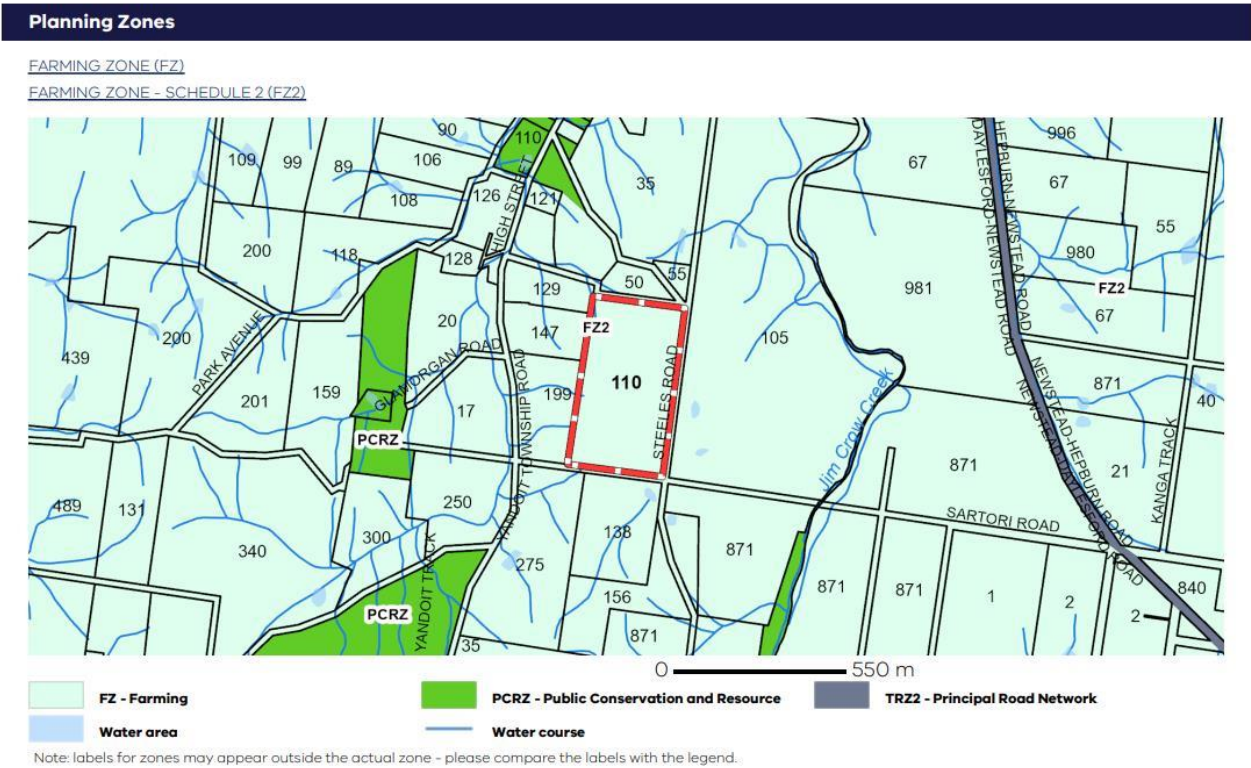 Planning Zones
FARMING ZONE (FZ)
FARMING ZONE - SCHEDULE 2 (FZ2)
90
110
996
109
99
89
106
35
67
67
108
126
121
HIGH STREET
55
200
118
128
980
50
55
129
981
FZ2
FZ2
67
20
147
105
HEPBURN-NEWSTEAD ROAD
DAYLESFORD-NEWSTEAD ROAD
439
200
PARK AVENUE
GLAMORGAN ROAD
110
STEELES ROAD
201
159
17
199
871
40
Jim Crow Creek
NEWSTEAD-HEPBURN ROAD
NEWSTEAD-DAYLESFORD ROAD
PCRZ
YANDOIT TOWNSHIP ROAD
871
21
KANGA TRACK
489
131
250
SARTORI ROAD
340
300
138
871
275
YANDOIT TRACK
156
871
871
1
2
840
PCRZ
2
35
871
0 550 m
FZ - Farming
PCRZ - Public Conservation and Resource
TRZ2 - Principal Road Network
Water area
Water course
Note: labels for zones may appear outside the actual zone - please compare the labels with the legend.